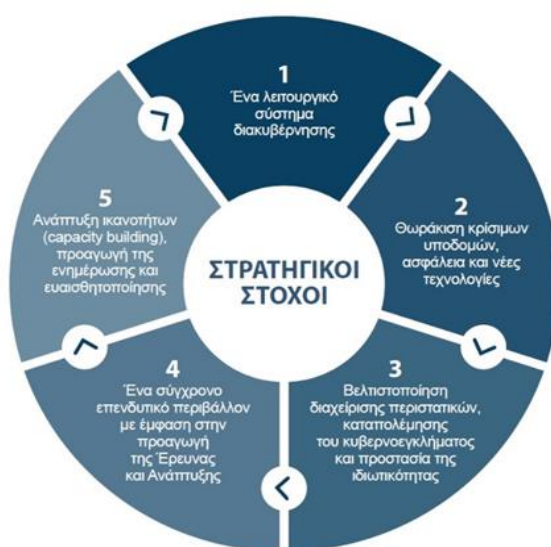 1
Ένα λειτουργικό
σύστημα
διακυβέρνησης
2
Θωράκιση κρίσιμων
υποδομών,
ασφάλεια και νέες
τεχνολογίες
3
Βελτιστοποίηση
διαχείρισης περιστατικών,
καταπολέμησης
του κυβερνοεγκλήματος
και προστασία της
ιδιωτικότητας
4
Ένα σύγχρονο
επενδυτικό περιβάλλον
με έμφαση στην
προαγωγή
της Έρευνας
και Ανάπτυξης
5
Ανάπτυξη ικανοτήτων
(capacity building),
προαγωγή της
ενημέρωσης και
ευαισθητοποίησης
ΣΤΡΑΤΗΓΙΚΟΙ
ΣΤΟΧΟΙ